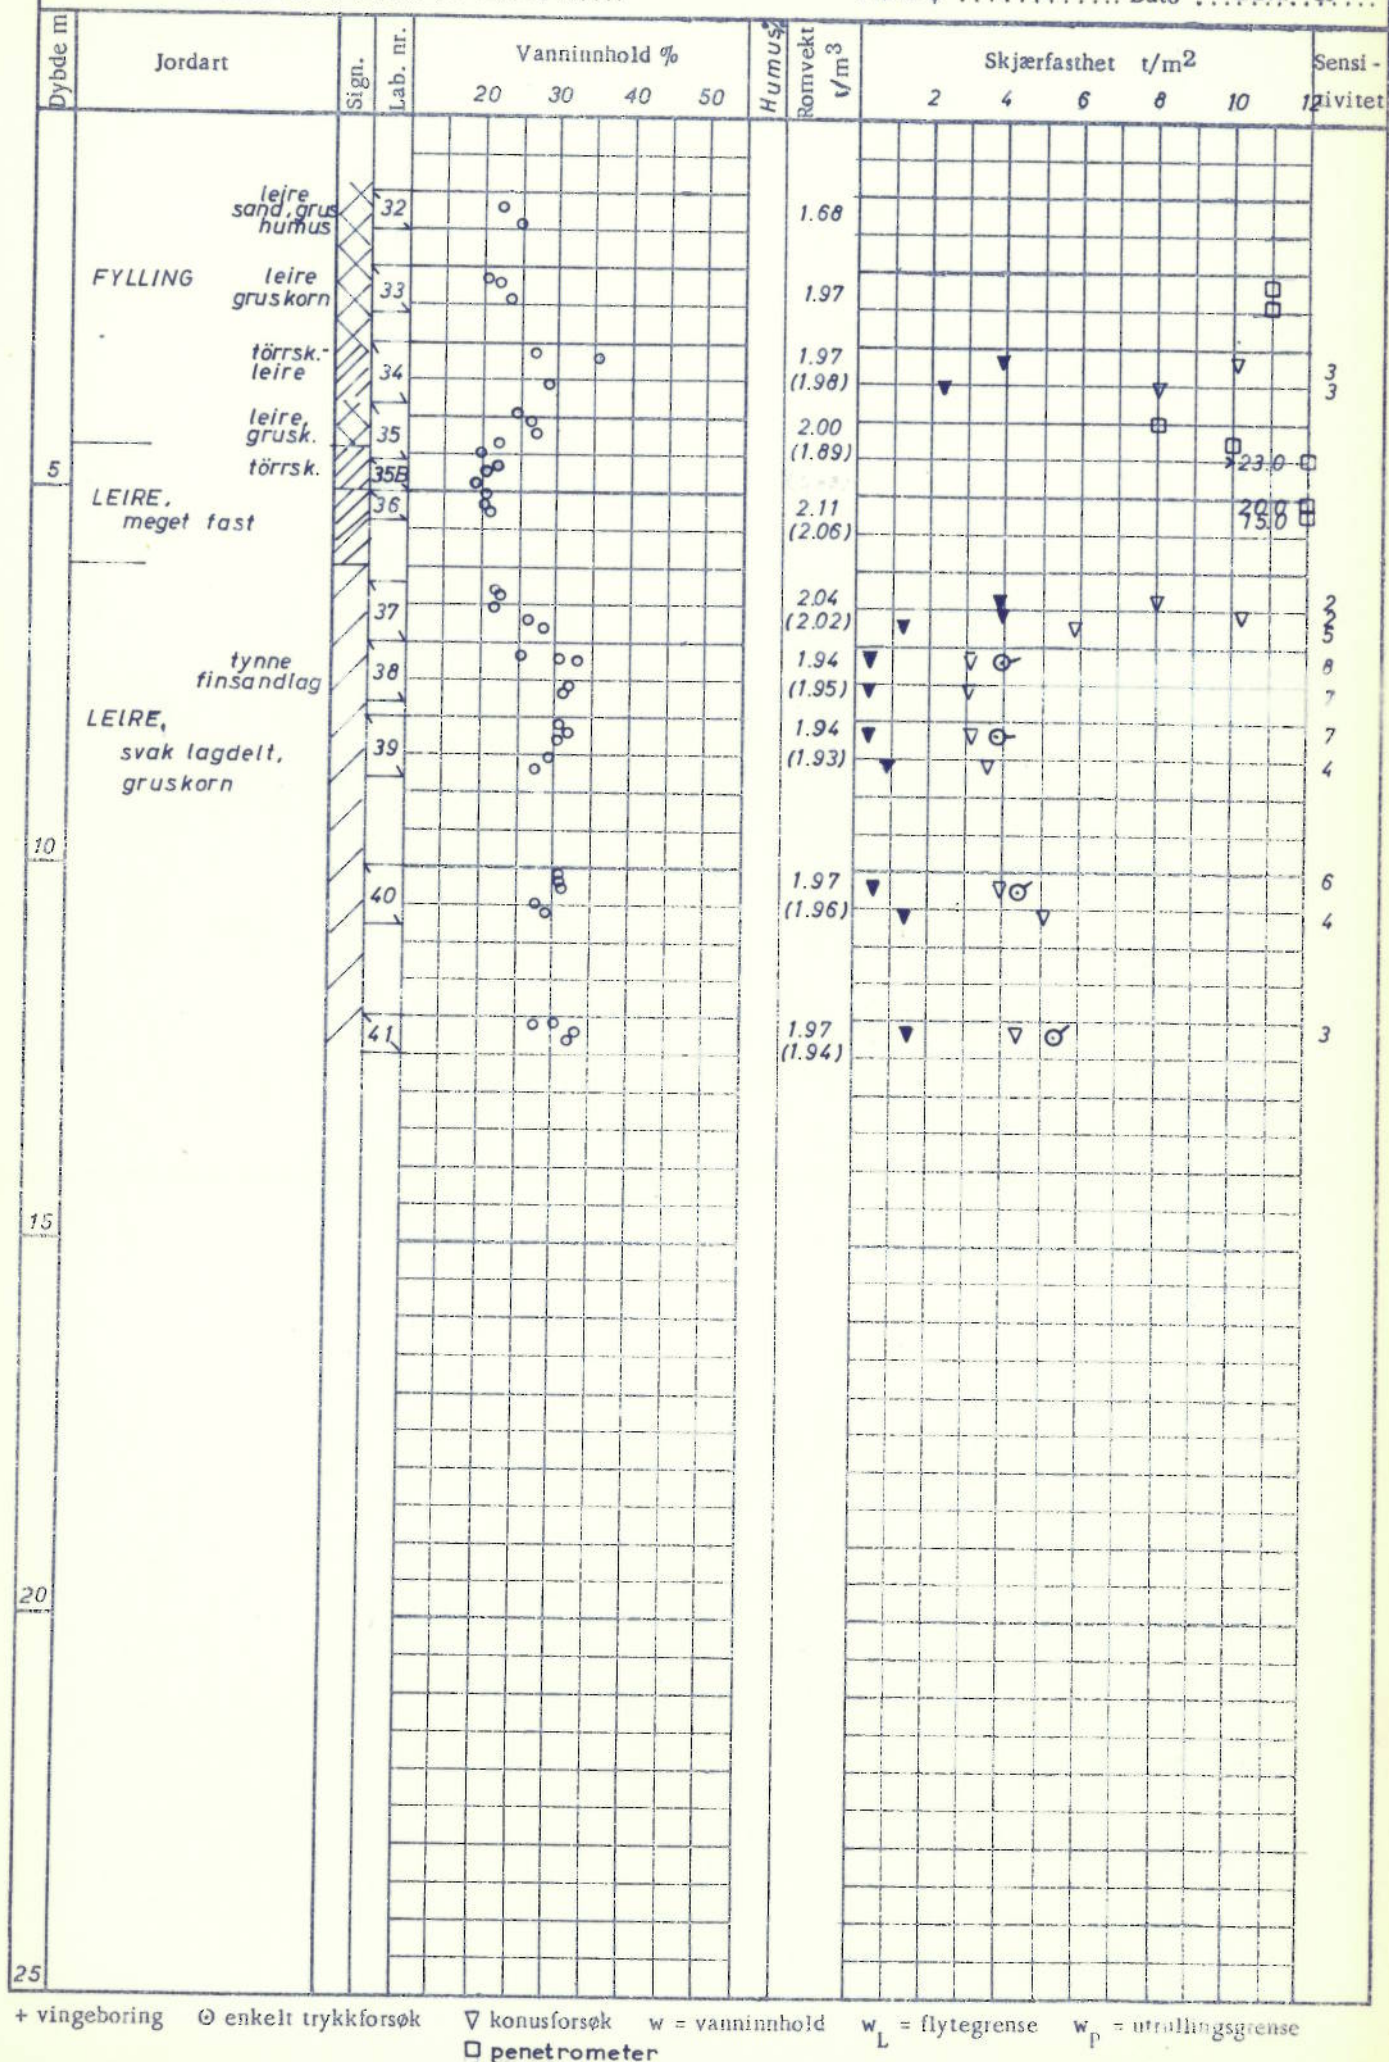 Dybde m
Jordart
Sign.
Lab. nr.
Vanninnhold %
20 30 40 50
Humus%
Romvekt t/m³
Skjærfasthet t/m²
2 4 6 8 10 12
Sensi-
tivitet
leire
sand, grus
humus
32
1.68
FYLLING
leire
gruskorn
33
1.97
törrsk.-
leire
34
1.97
(1.98)
3
3
leire,
grusk.
35
2.00
(1.89)
törrsk.
35B
>23.0
5
LEIRE,
meget fast
36
2.11
(2.06)
20.0
15.0
37
2.04
(2.02)
2
2
5
tynne
finsandlag
38
1.94
(1.95)
8
7
LEIRE,
svak lagdelt,
gruskorn
39
1.94
(1.93)
7
4
10
40
1.97
(1.96)
6
4
41
1.97
(1.94)
3
15
20
25
+ vingeboring ⊙ enkelt trykkforsøk ▽ konusforsøk w = vanninnhold w_L = flytegrense w_p = utrullingsgrense
□ penetrometer